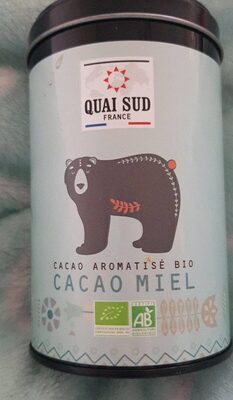 QUAI SUD
FRANCE
CACAO AROMATISÉ BIO
CACAO MIEL
AB